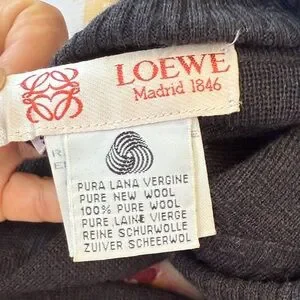 LOEWE
Madrid 1846
PURA LANA VERGINE
PURE NEW WOOL
100% PURE WOOL
PURE LAINE VIERGE
REINE SCHURWOLLE
ZUIVER SCHEERWOL